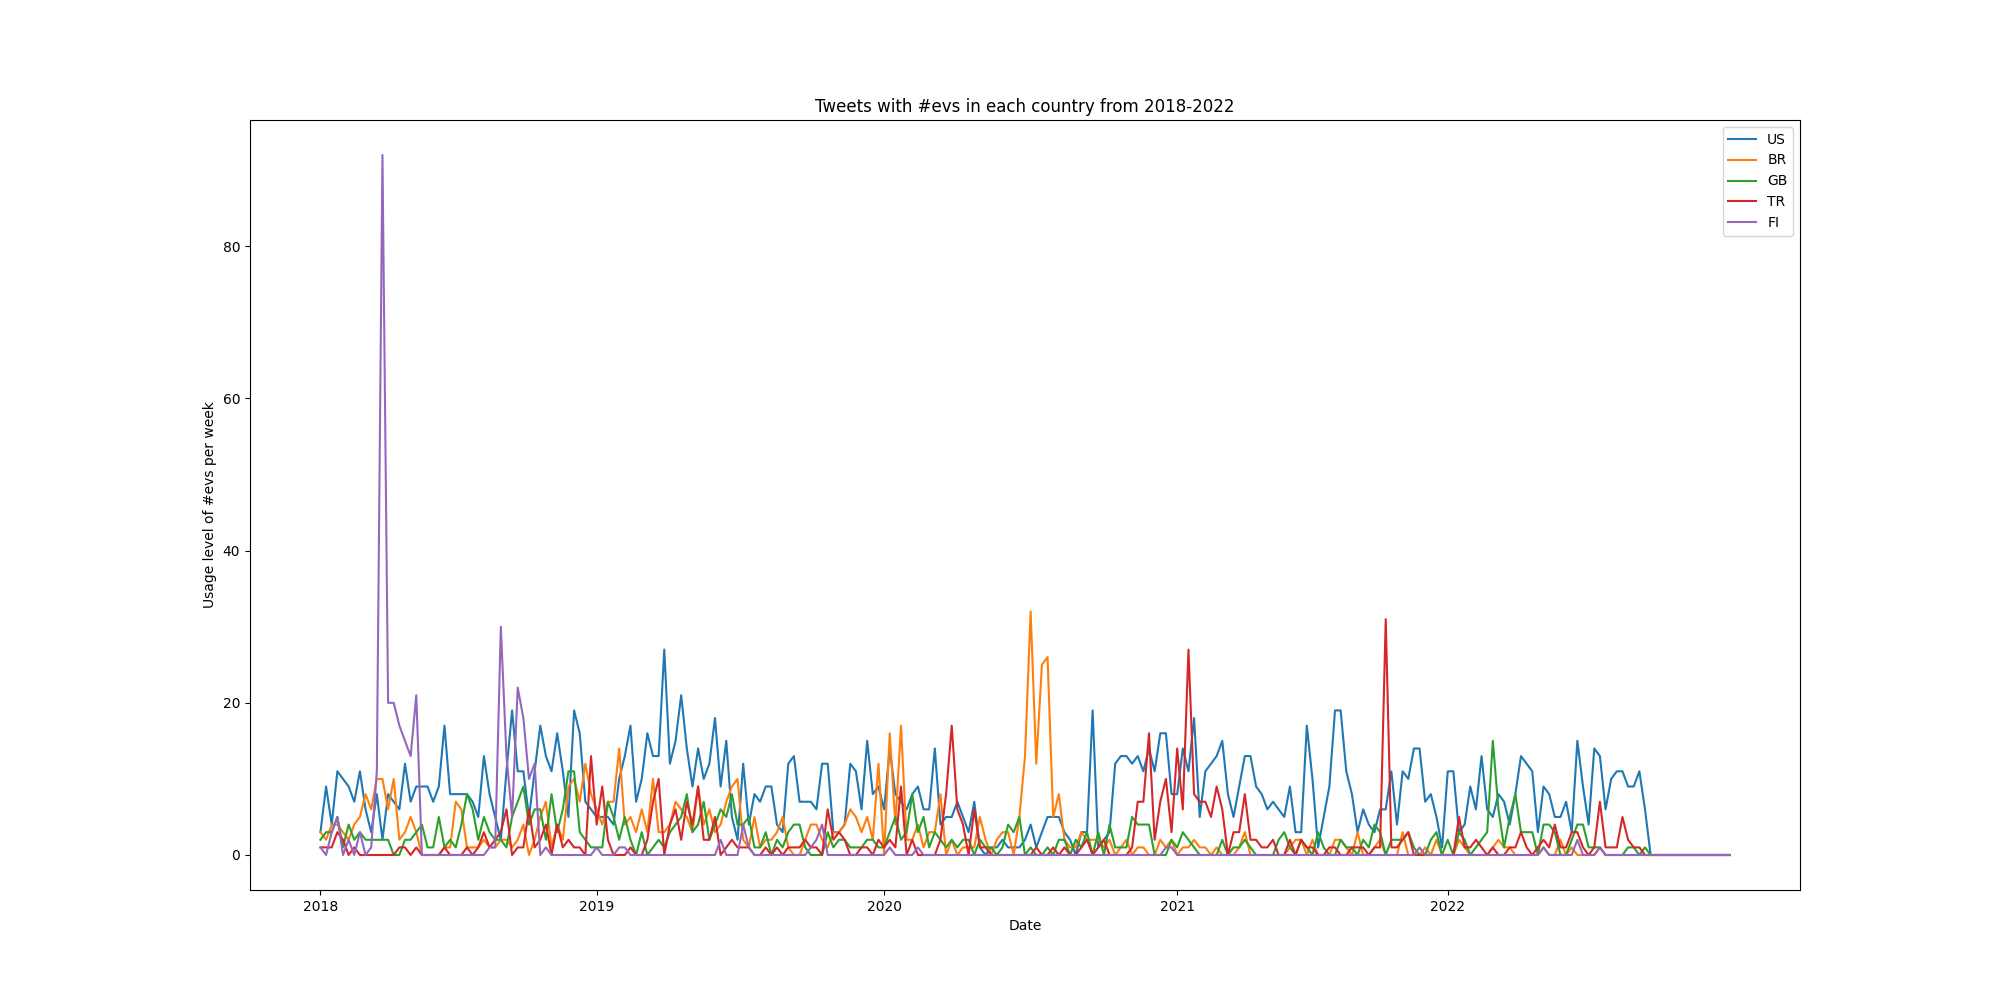 Tweets with #evs in each country from 2018-2022
US
BR
GB
TR
FI
Usage level of #evs per week
80
60
40
20
0
2018 2019 2020 2021 2022
Date